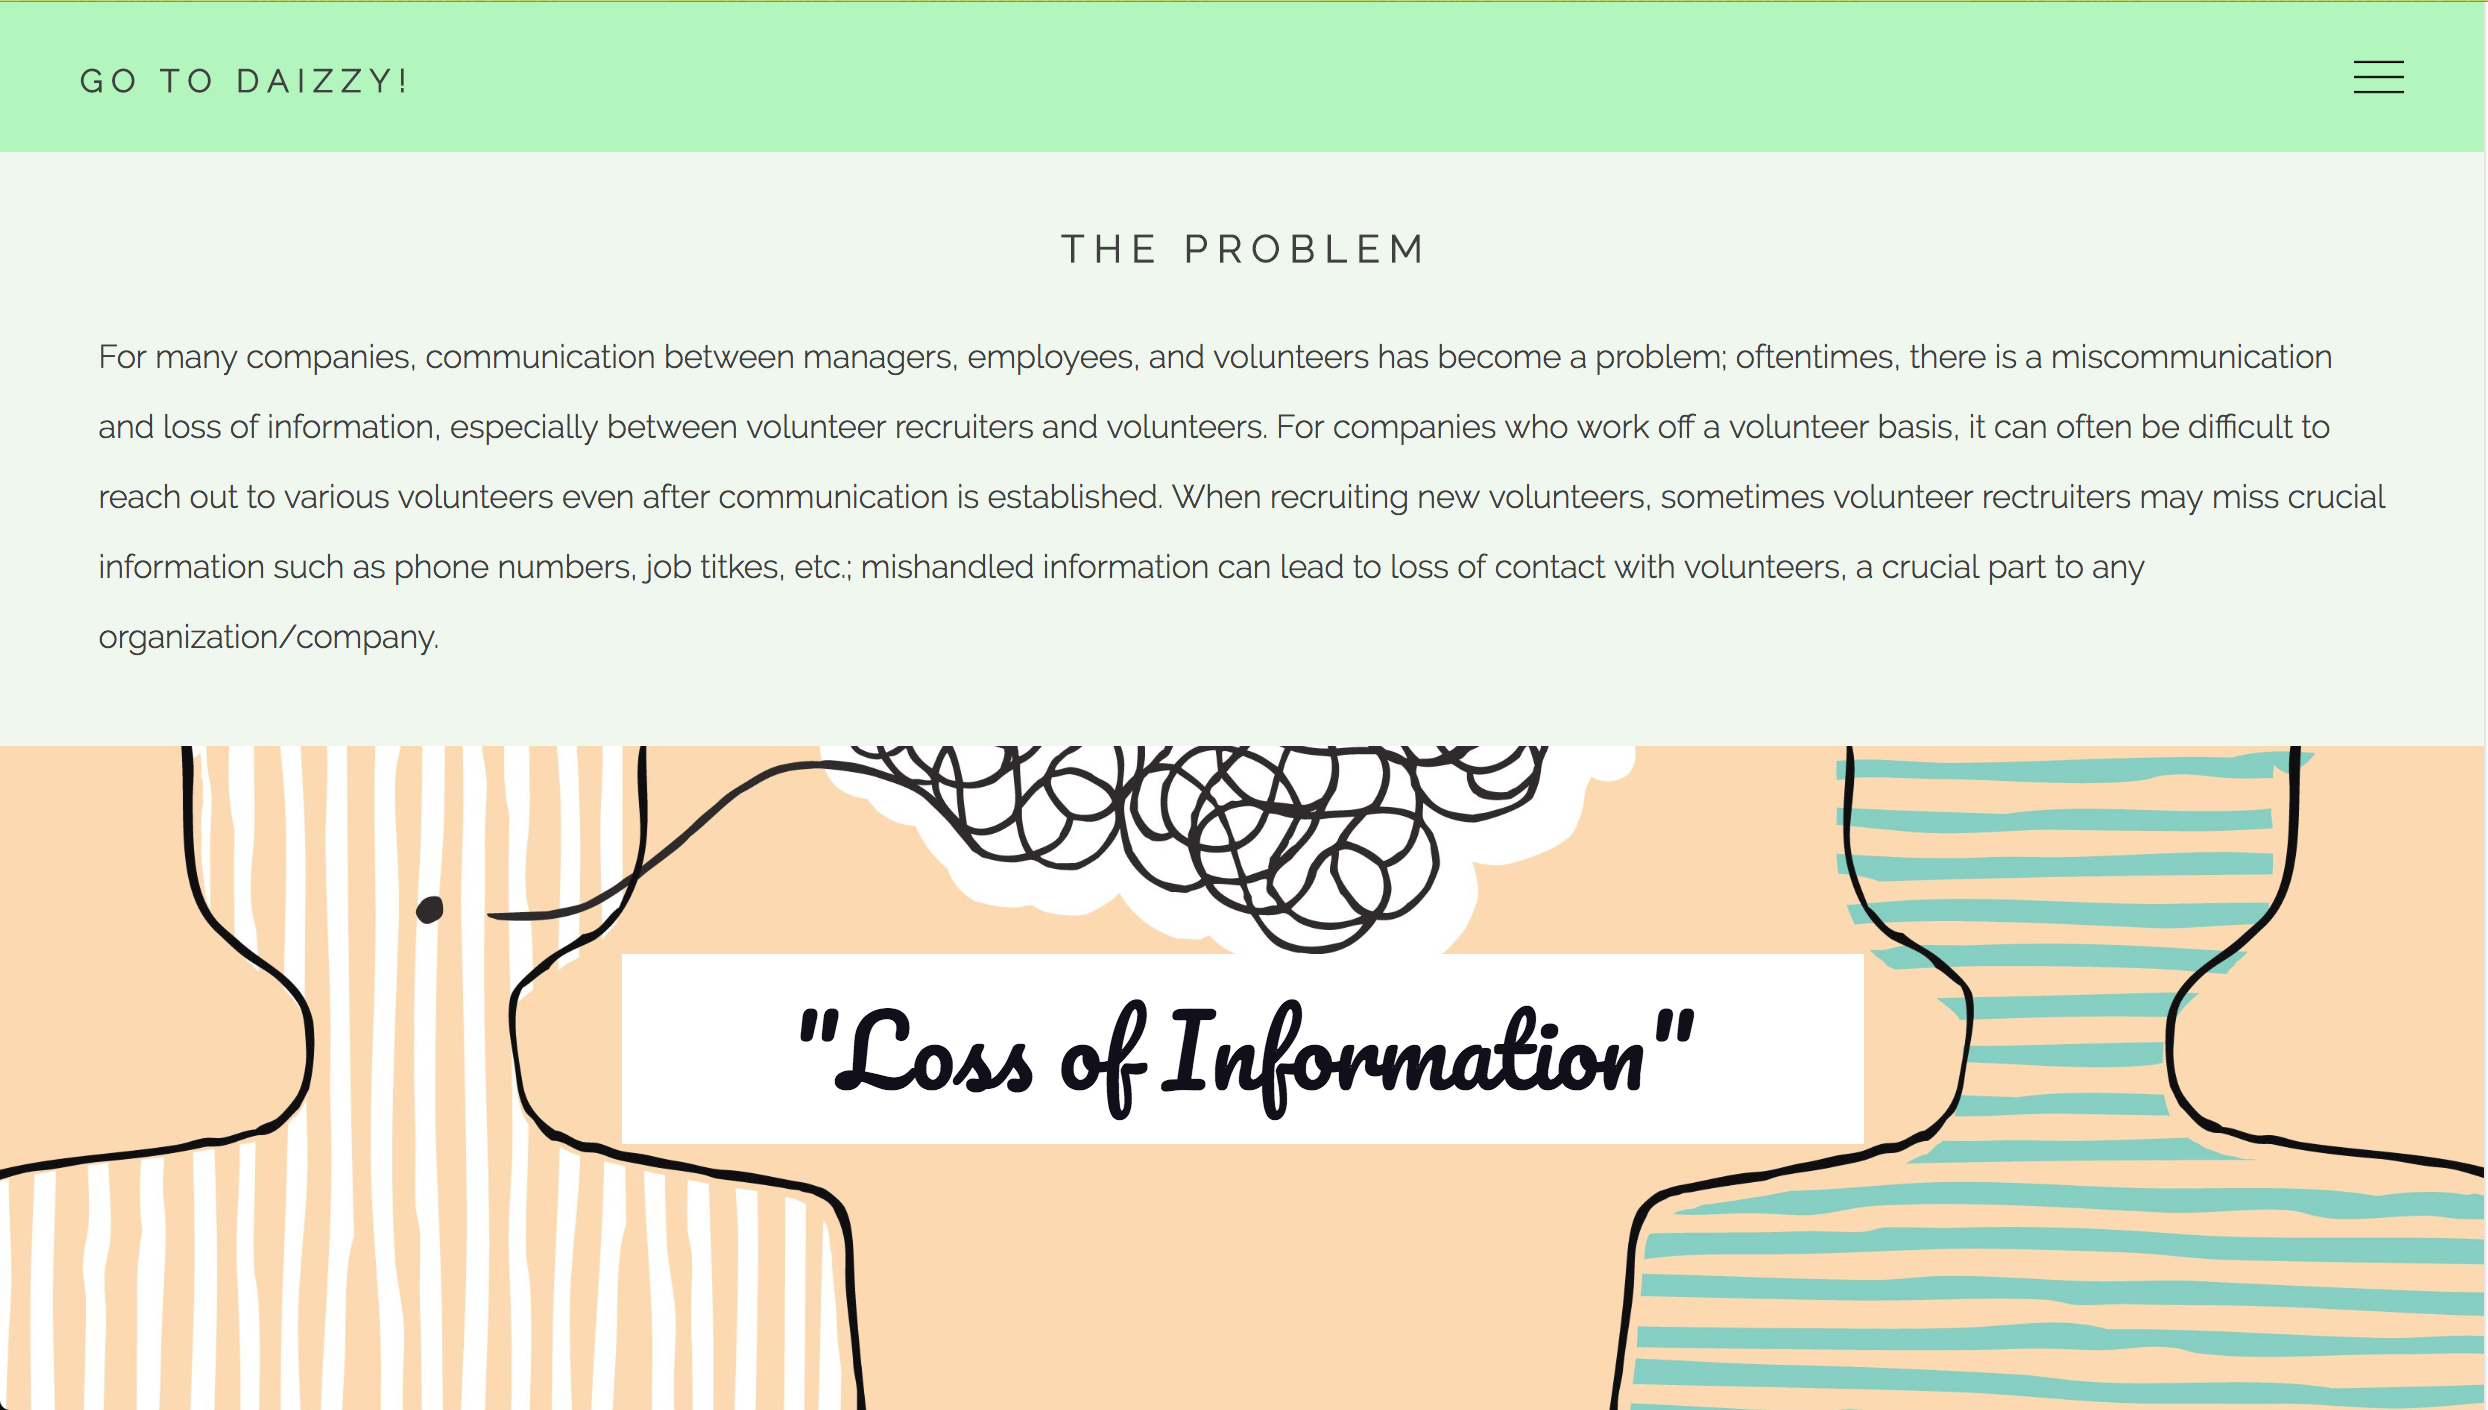 GO TO DAIZZY!
THE PROBLEM
For many companies, communication between managers, employees, and volunteers has become a problem; oftentimes, there is a miscommunication
and loss of information, especially between volunteer recruiters and volunteers. For companies who work off a volunteer basis, it can often be difficult to
reach out to various volunteers even after communication is established. When recruiting new volunteers, sometimes volunteer rectruiters may miss crucial
information such as phone numbers, job titkes, etc.; mishandled information can lead to loss of contact with volunteers, a crucial part to any
organization/company.
"Loss of Information"